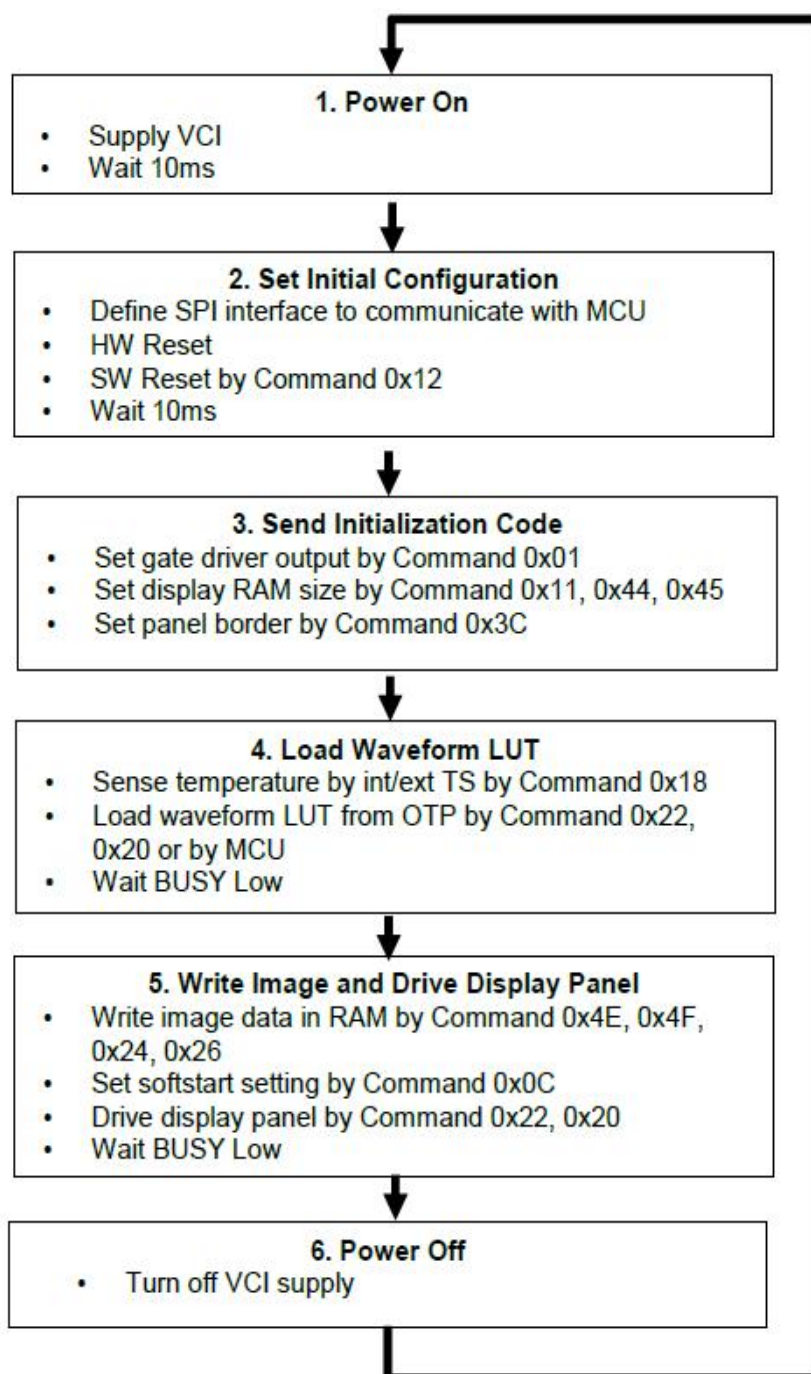 1. Power On
• Supply VCI
• Wait 10ms
2. Set Initial Configuration
• Define SPI interface to communicate with MCU
• HW Reset
• SW Reset by Command 0x12
• Wait 10ms
3. Send Initialization Code
• Set gate driver output by Command 0x01
• Set display RAM size by Command 0x11, 0x44, 0x45
• Set panel border by Command 0x3C
4. Load Waveform LUT
• Sense temperature by int/ext TS by Command 0x18
• Load waveform LUT from OTP by Command 0x22,
0x20 or by MCU
• Wait BUSY Low
5. Write Image and Drive Display Panel
• Write image data in RAM by Command 0x4E, 0x4F,
0x24, 0x26
• Set softstart setting by Command 0x0C
• Drive display panel by Command 0x22, 0x20
• Wait BUSY Low
6. Power Off
• Turn off VCI supply